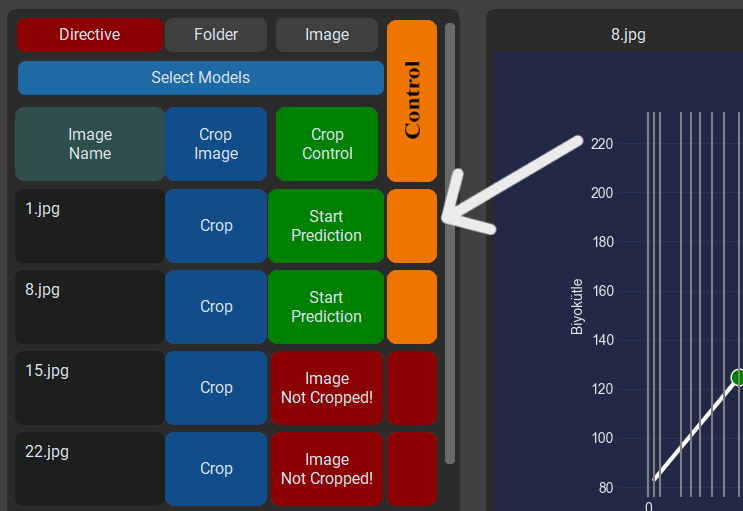 Directive
Folder
Image
Control
Select Models
Image
Name
Crop
Image
Crop
Control
1.jpg
Crop
Start
Prediction
8.jpg
Crop
Start
Prediction
15.jpg
Crop
Image
Not Cropped!
22.jpg
Crop
Image
Not Cropped!
8.jpg
220
200
180
160
140
120
100
80
Biyokütle
0